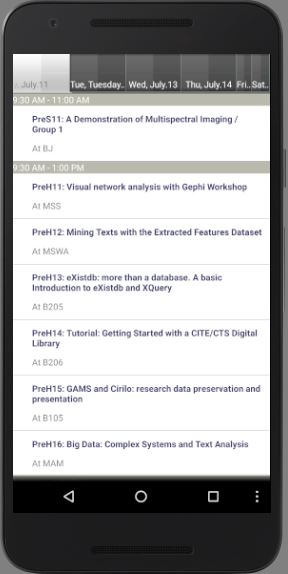 July.11 Tue, Tuesday.. Wed, July.13 Thu, July.14 Fri.. Sat..
9:30 AM - 11:00 AM
PreS11: A Demonstration of Multispectral Imaging /
Group 1
At BJ
9:30 AM - 1:00 PM
PreH11: Visual network analysis with Gephi Workshop
At MSS
PreH12: Mining Texts with the Extracted Features Dataset
At MSWA
PreH13: eXistdb: more than a database. A basic
Introduction to eXistdb and XQuery
At B205
PreH14: Tutorial: Getting Started with a CITE/CTS Digital
Library
At B206
PreH15: GAMS and Cirilo: research data preservation and
presentation
At B105
PreH16: Big Data: Complex Systems and Text Analysis
At MAM